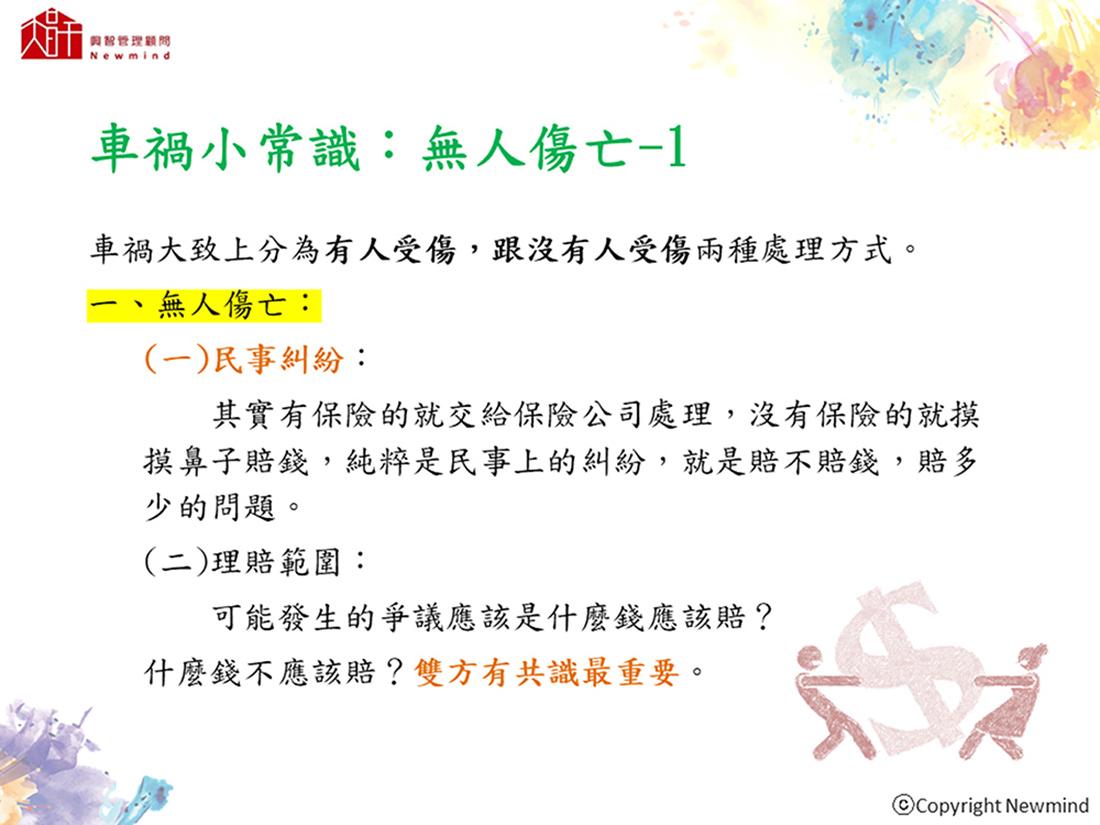 興智管理顧問
Newmind
車禍小常識：無人傷亡-1
車禍大致上分為有人受傷，跟沒有人受傷兩種處理方式。
一、無人傷亡：
(一)民事糾紛：
其實有保險的就交給保險公司處理，沒有保險的就摸
摸鼻子賠錢，純粹是民事上的糾紛，就是賠不賠錢，賠多
少的問題。
(二)理賠範圍：
可能發生的爭議應該是什麼錢應該賠？
什麼錢不應該賠？雙方有共識最重要。
$
©Copyright Newmind